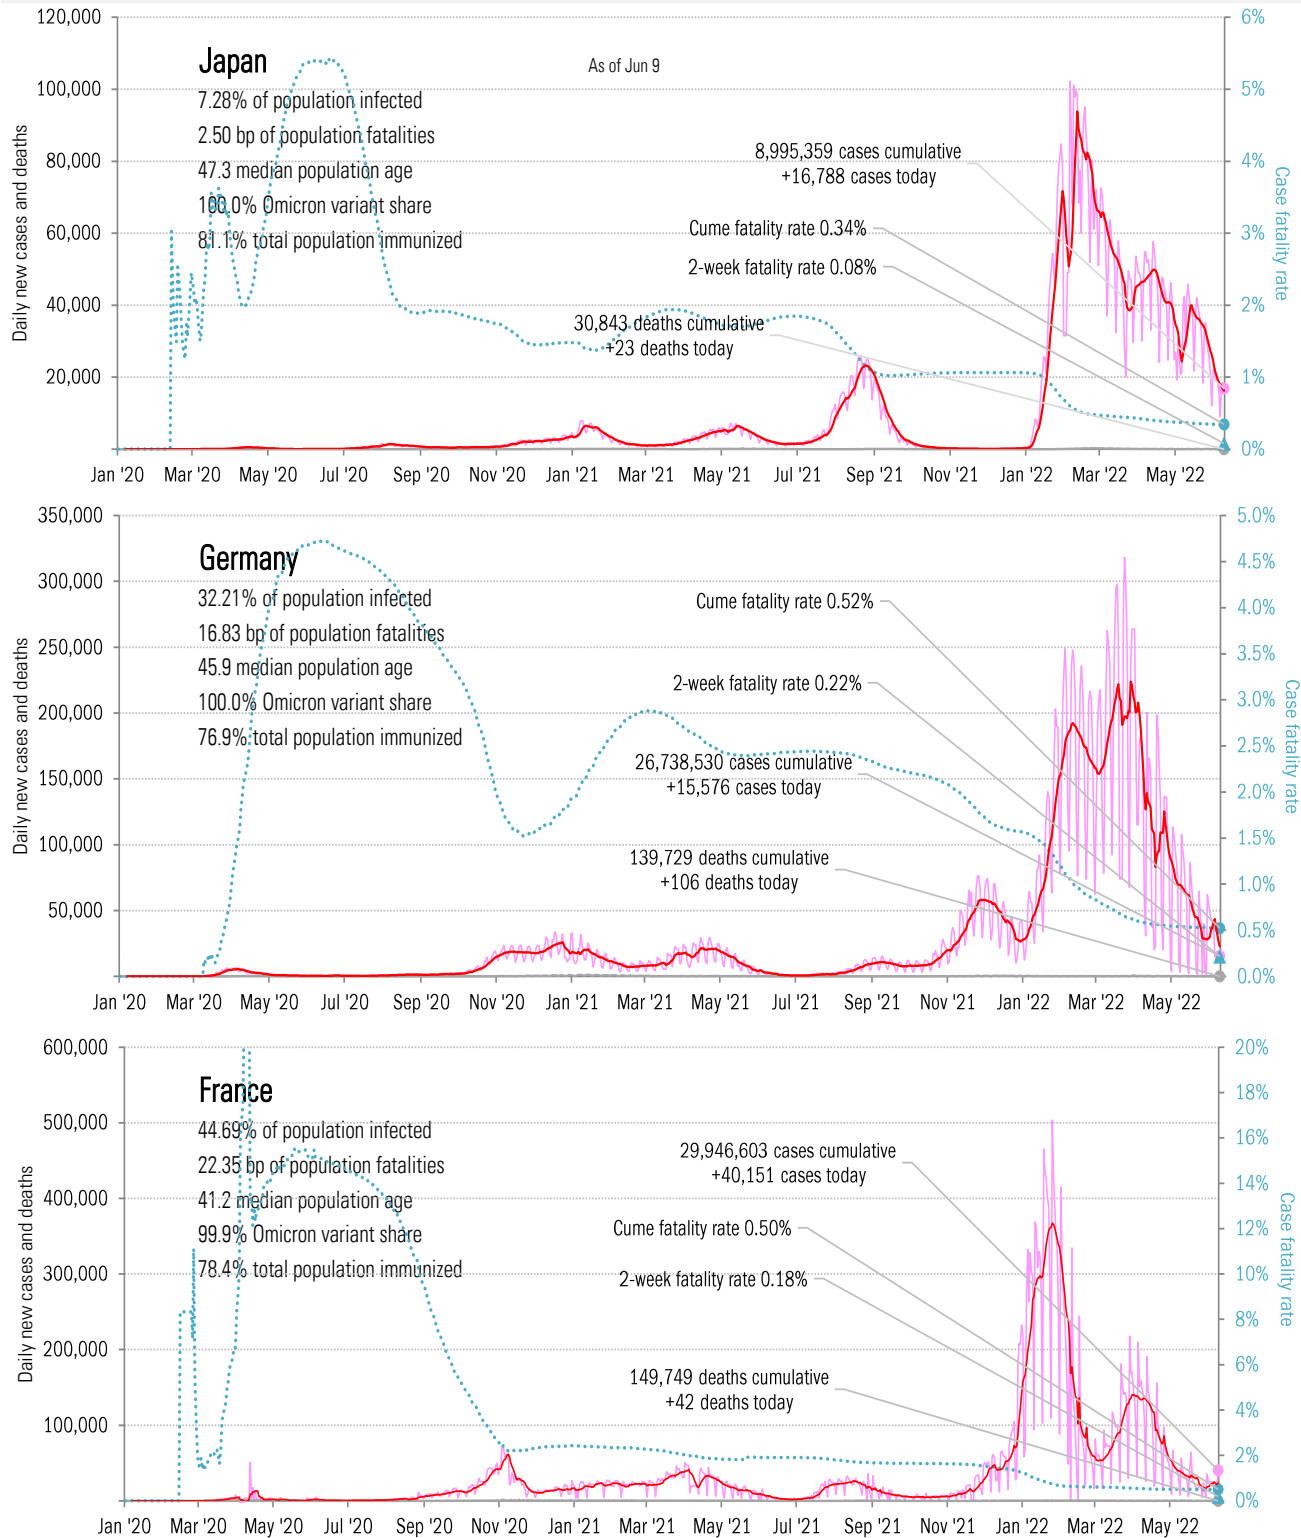 120,000
6%
Japan
As of Jun 9
7.28% of population infected
100,000
5%
2.50 bp of population fatalities
8,995,359 cases cumulative
+16,788 cases today
80,000
4%
47.3 median population age
100.0% Omicron variant share
Cume fatality rate 0.34%
60,000
3%
81.1% total population immunized
2-week fatality rate 0.08%
40,000
2%
30,843 deaths cumulative
+23 deaths today
20,000
1%
0%
Daily new cases and deaths
Case fatality rate
Jan '20 Mar '20 May '20 Jul '20 Sep '20 Nov '20 Jan '21 Mar '21 May '21 Jul '21 Sep '21 Nov '21 Jan '22 Mar '22 May '22
350,000
5.0%
Germany
4.5%
300,000
32.21% of population infected
Cume fatality rate 0.52%
4.0%
16.83 bp of population fatalities
250,000
3.5%
45.9 median population age
2-week fatality rate 0.22%
100.0% Omicron variant share
3.0%
200,000
76.9% total population immunized
2.5%
26,738,530 cases cumulative
+15,576 cases today
150,000
2.0%
100,000
1.5%
139,729 deaths cumulative
+106 deaths today
1.0%
50,000
0.5%
0.0%
Daily new cases and deaths
Case fatality rate
Jan '20 Mar '20 May '20 Jul '20 Sep '20 Nov '20 Jan '21 Mar '21 May '21 Jul '21 Sep '21 Nov '21 Jan '22 Mar '22 May '22
600,000
20%
France
18%
500,000
44.69% of population infected
16%
29,946,603 cases cumulative
+40,151 cases today
22.35 bp of population fatalities
14%
400,000
41.2 median population age
99.9% Omicron variant share
Cume fatality rate 0.50%
12%
78.4% total population immunized
300,000
10%
2-week fatality rate 0.18%
8%
200,000
6%
149,749 deaths cumulative
+42 deaths today
4%
100,000
2%
0%
Daily new cases and deaths
Case fatality rate
Jan '20 Mar '20 May '20 Jul '20 Sep '20 Nov '20 Jan '21 Mar '21 May '21 Jul '21 Sep '21 Nov '21 Jan '22 Mar '22 May '22